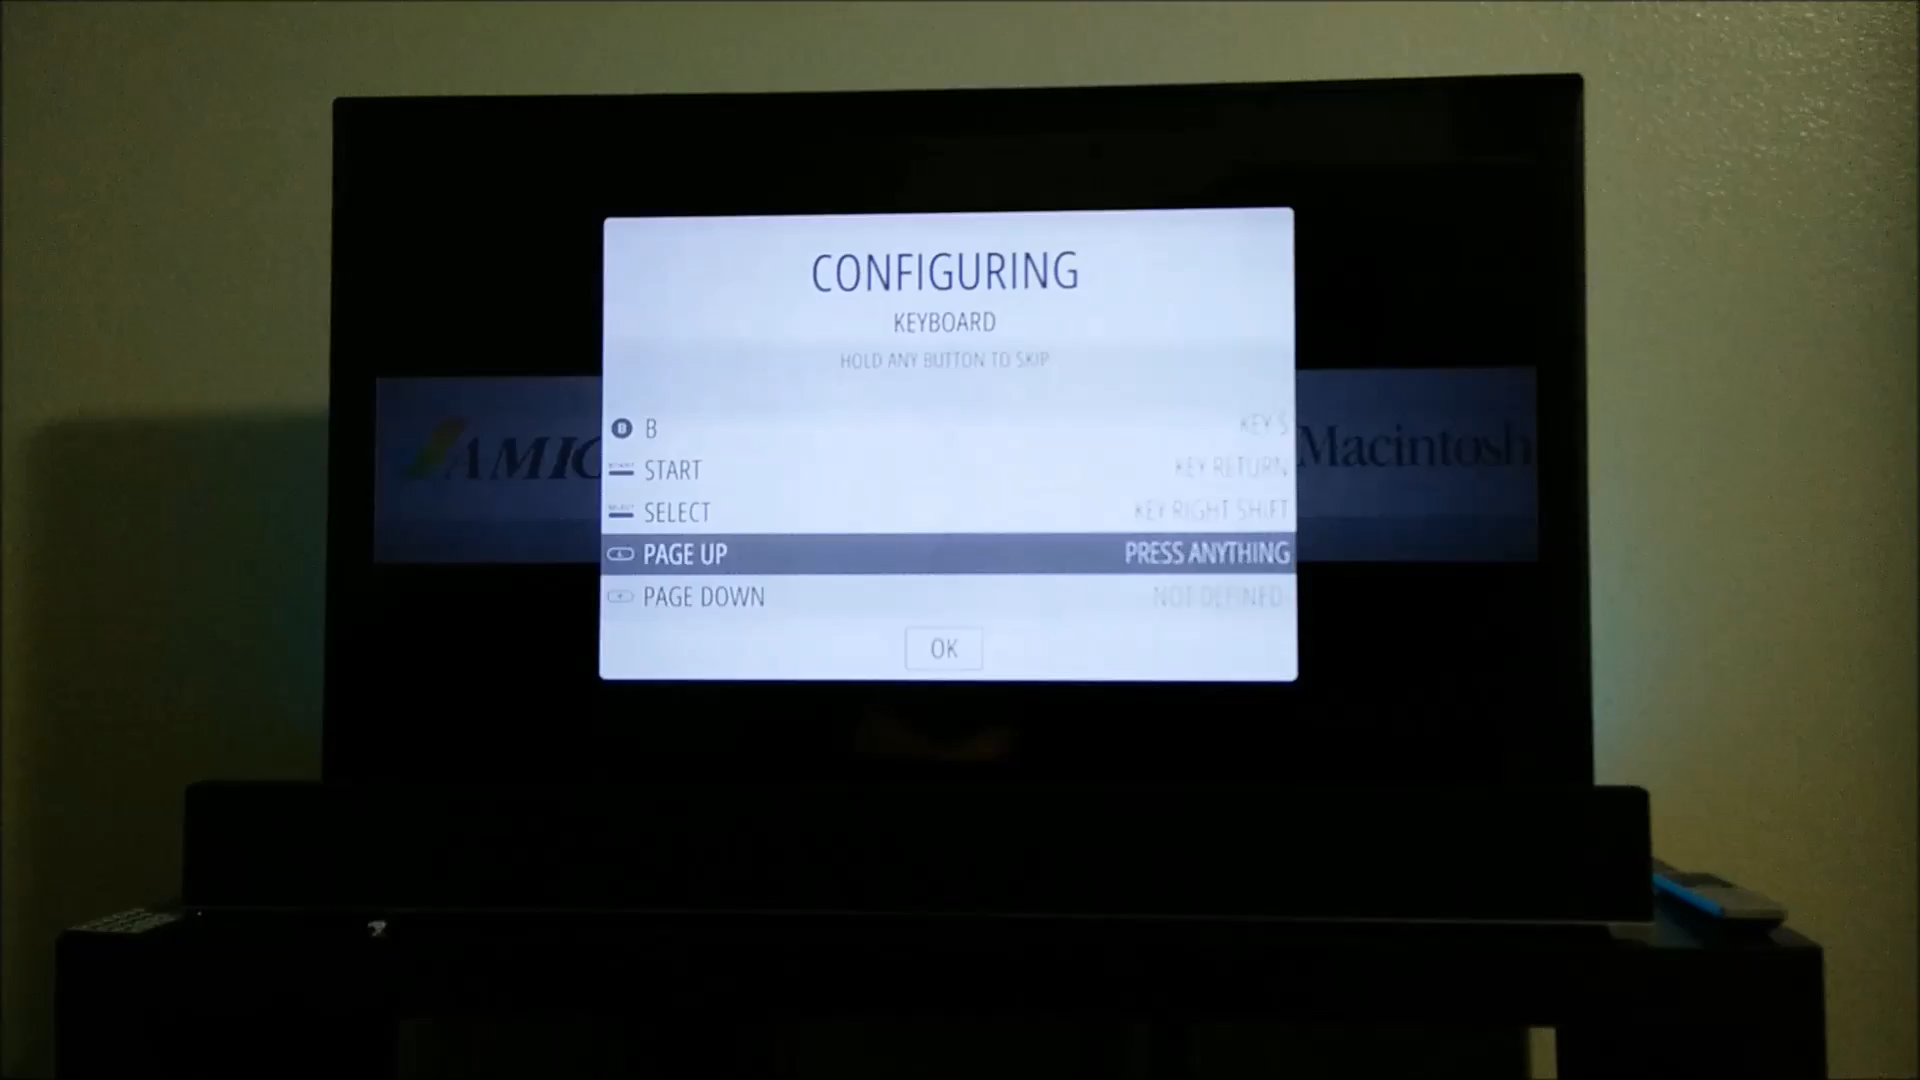 CONFIGURING
KEYBOARD
HOLD ANY BUTTON TO SKIP
B B KEY S
START KEY RETURN
SELECT KEY RIGHT SHIFT
PAGE UP PRESS ANYTHING
PAGE DOWN NOT DEFINED
OK
AMIG
Macintosh